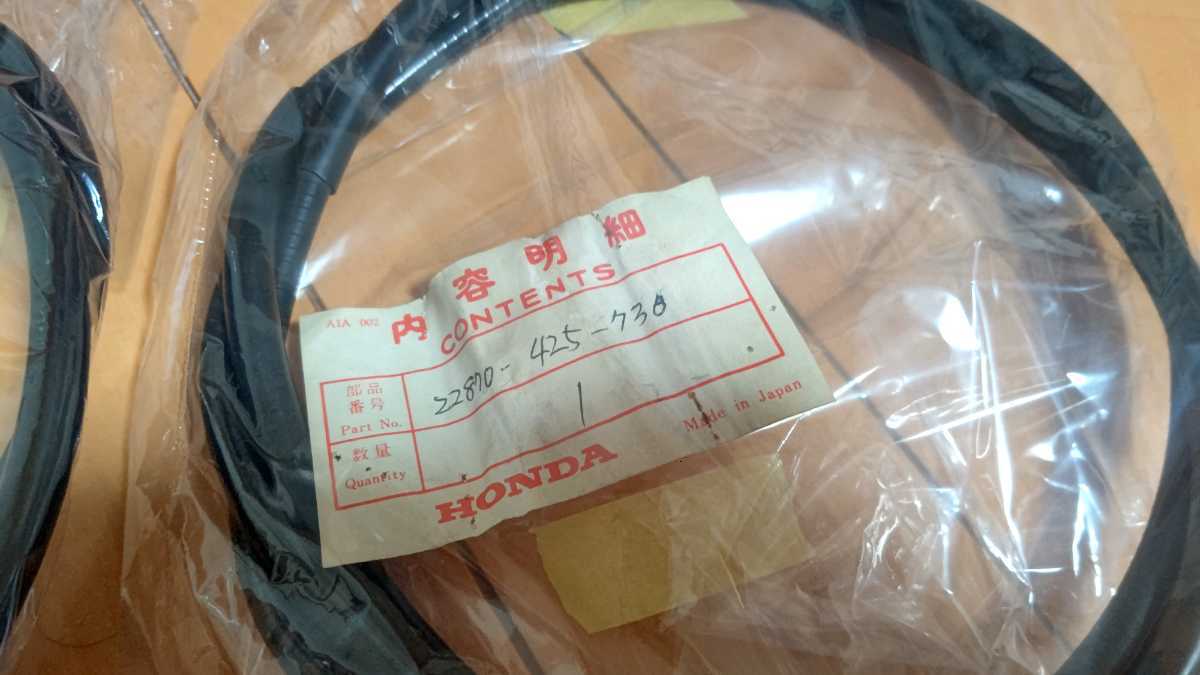 AIA 002
内容明細
CONTENTS
部品番号
Part No.
22870-425-730
数量
Quantity
1
HONDA
Made in Japan